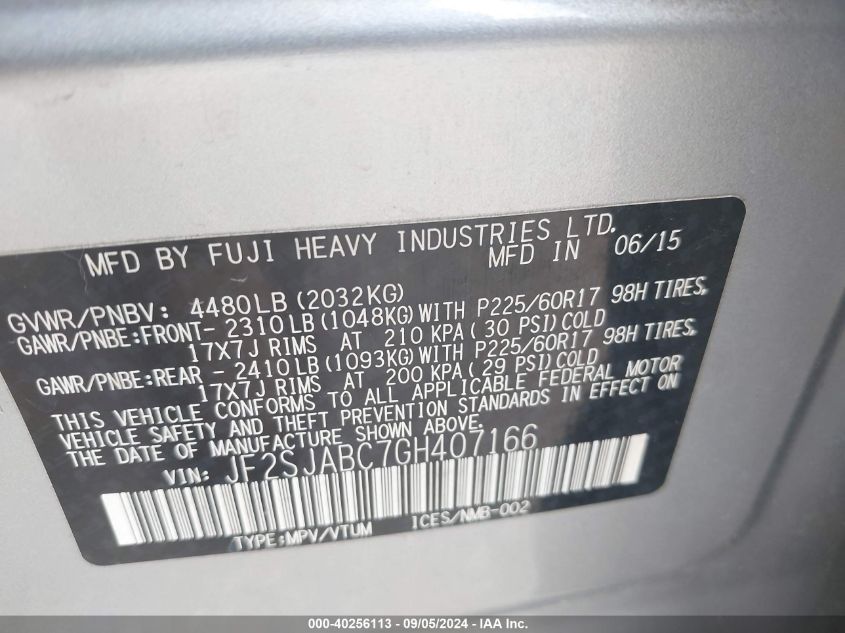 MFD BY FUJI HEAVY INDUSTRIES LTD.
MFD IN 06/15
GVWR/PNBV: 4480LB (2032KG)
GAWR/PNBE:FRONT- 2310LB (1048KG)WITH P225/60R17 98H TIRES,
17X7J RIMS AT 210 KPA(30 PSI)COLD
GAWR/PNBE:REAR - 2410LB(1093KG)WITH P225/60R17 98H TIRES,
17X7J RIMS AT 200 KPA(29 PSI)COLD
THIS VEHICLE CONFORMS TO ALL APPLICABLE FEDERAL MOTOR
VEHICLE SAFETY AND THEFT PREVENTION STANDARDS IN EFFECT ON
THE DATE OF MANUFACTURE SHOWN ABOVE.
VIN: JF2SJABC7GH407166
TYPE:MPV/VTUM ICES/NMB-002
000-40256113 - 09/05/2024 - IAA Inc.